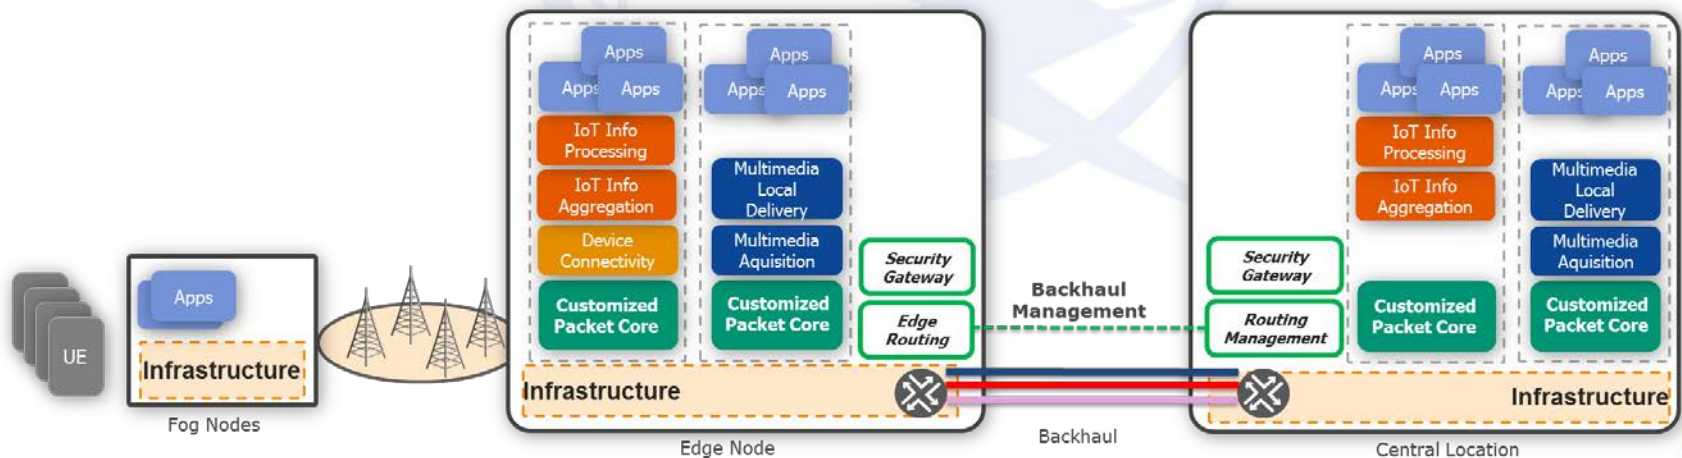 UE
Apps
Infrastructure
Fog Nodes
Apps
Apps
Apps
IoT Info
Processing
IoT Info
Aggregation
Device
Connectivity
Customized
Packet Core
Apps
Apps
Apps
Multimedia
Local
Delivery
Multimedia
Aquisition
Customized
Packet Core
Security
Gateway
Edge
Routing
Infrastructure
Edge Node
Backhaul
Management
Backhaul
Security
Gateway
Routing
Management
Apps
Apps
Apps
IoT Info
Processing
IoT Info
Aggregation
Customized
Packet Core
Apps
Apps
Apps
Multimedia
Local
Delivery
Multimedia
Aquisition
Customized
Packet Core
Infrastructure
Central Location